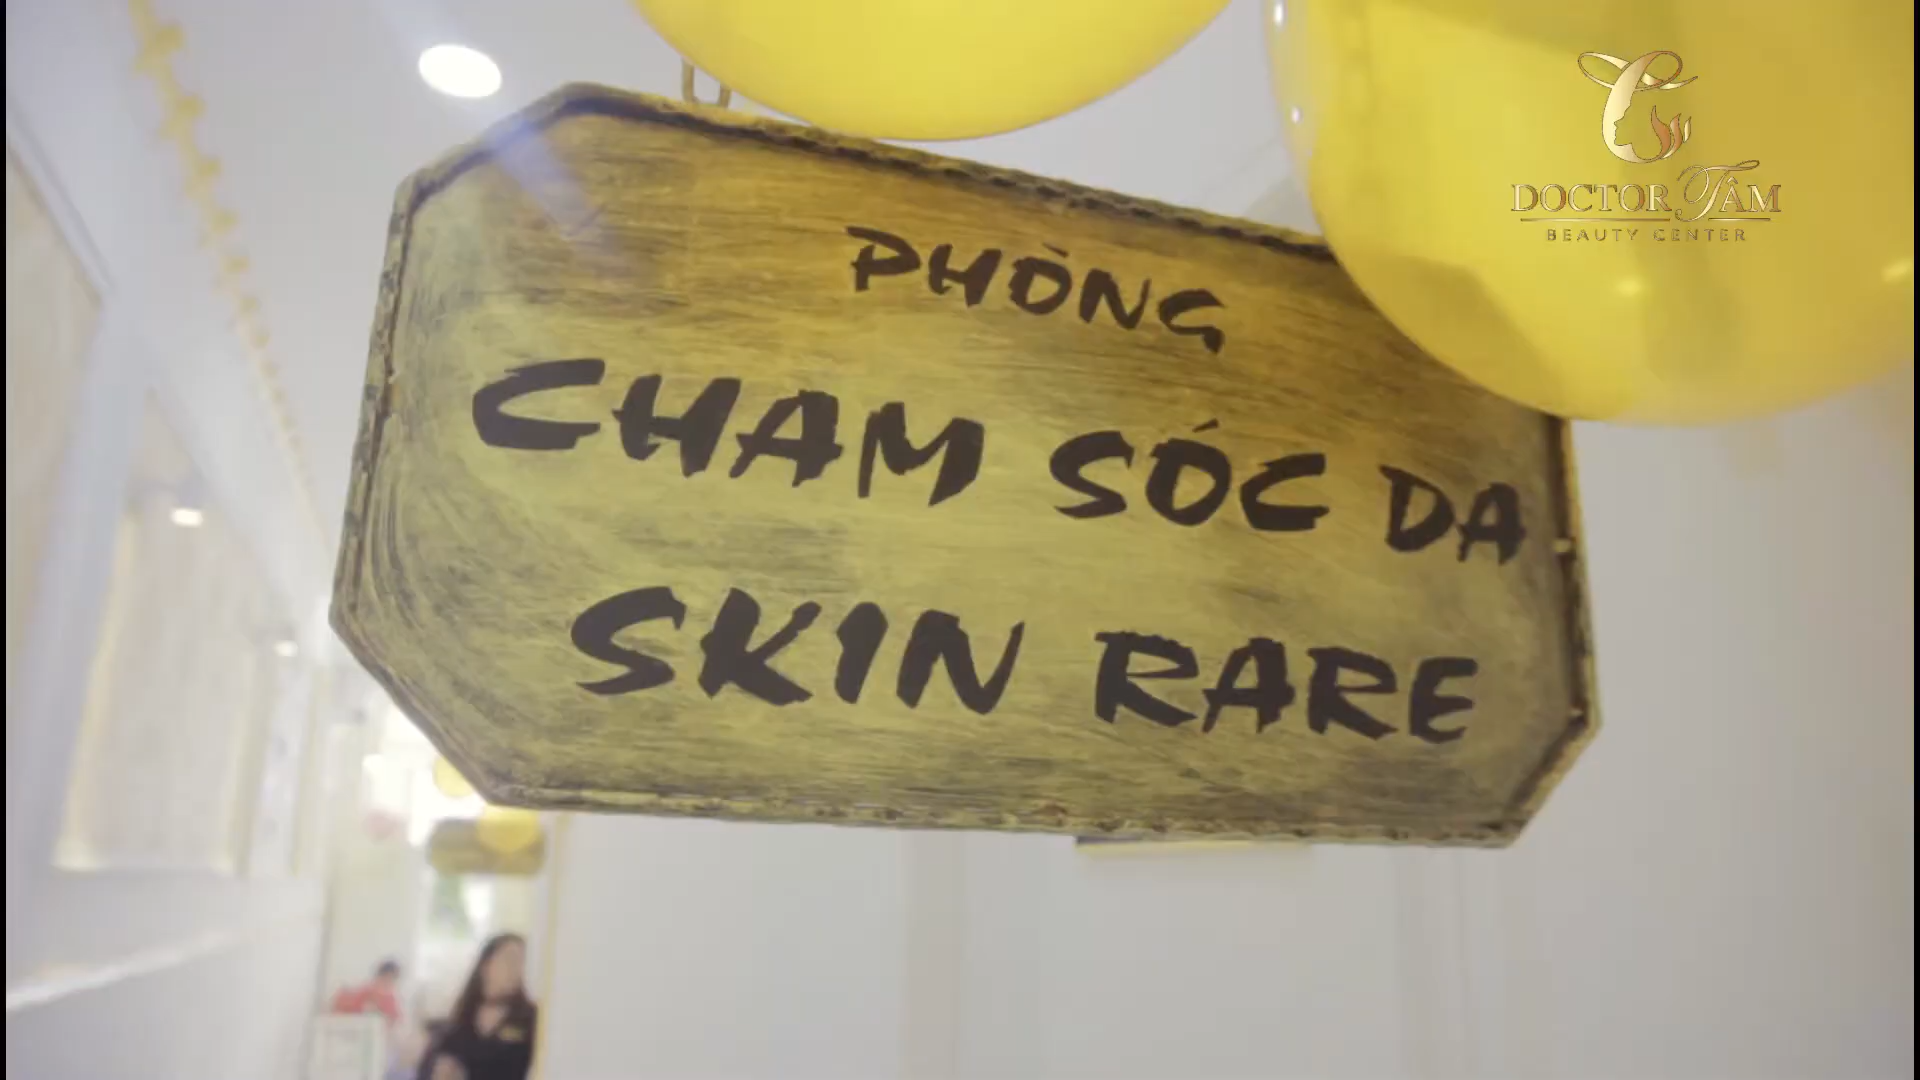 PHÒNG
CHAM SÓC DA
SKIN RARE
DOCTOR TÂM
BEAUTY CENTER